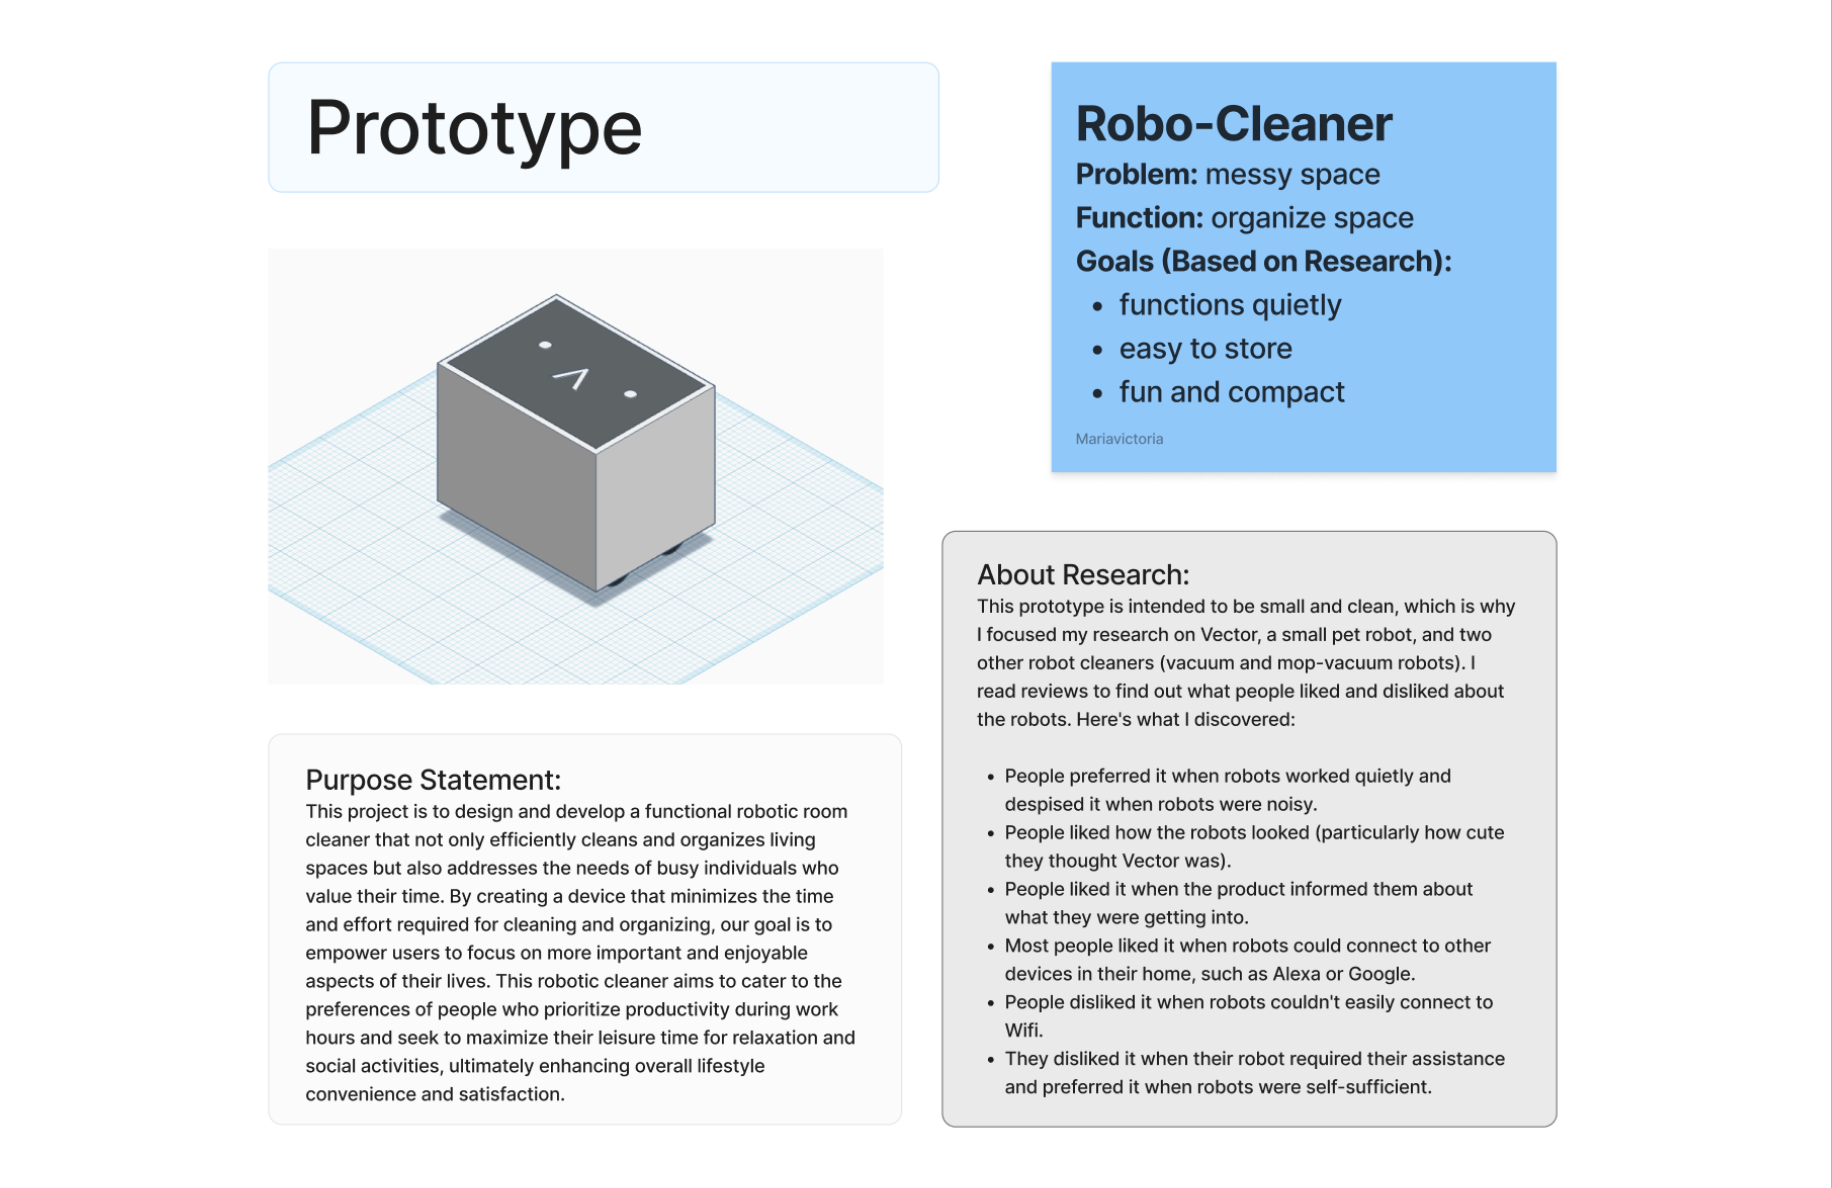 Prototype
Robo-Cleaner
Problem: messy space
Function: organize space
Goals (Based on Research):
• functions quietly
• easy to store
• fun and compact
Mariavictoria
Purpose Statement:
This project is to design and develop a functional robotic room
cleaner that not only efficiently cleans and organizes living
spaces but also addresses the needs of busy individuals who
value their time. By creating a device that minimizes the time
and effort required for cleaning and organizing, our goal is to
empower users to focus on more important and enjoyable
aspects of their lives. This robotic cleaner aims to cater to the
preferences of people who prioritize productivity during work
hours and seek to maximize their leisure time for relaxation and
social activities, ultimately enhancing overall lifestyle
convenience and satisfaction.
About Research:
This prototype is intended to be small and clean, which is why
I focused my research on Vector, a small pet robot, and two
other robot cleaners (vacuum and mop-vacuum robots). I
read reviews to find out what people liked and disliked about
the robots. Here's what I discovered:
• People preferred it when robots worked quietly and
despised it when robots were noisy.
• People liked how the robots looked (particularly how cute
they thought Vector was).
• People liked it when the product informed them about
what they were getting into.
• Most people liked it when robots could connect to other
devices in their home, such as Alexa or Google.
• People disliked it when robots couldn't easily connect to
Wifi.
• They disliked it when their robot required their assistance
and preferred it when robots were self-sufficient.